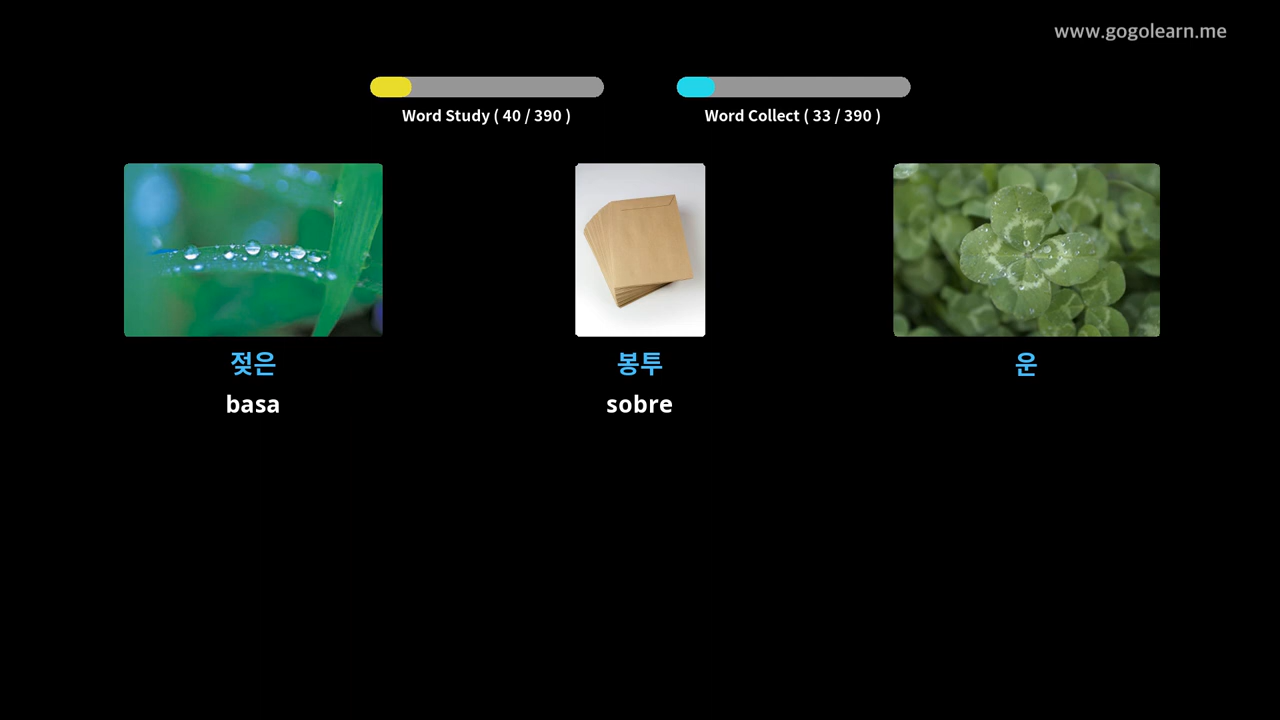 www.gogolearn.me
Word Study ( 40 / 390 )
Word Collect ( 33 / 390 )
젖은
봉투
운
basa
sobre